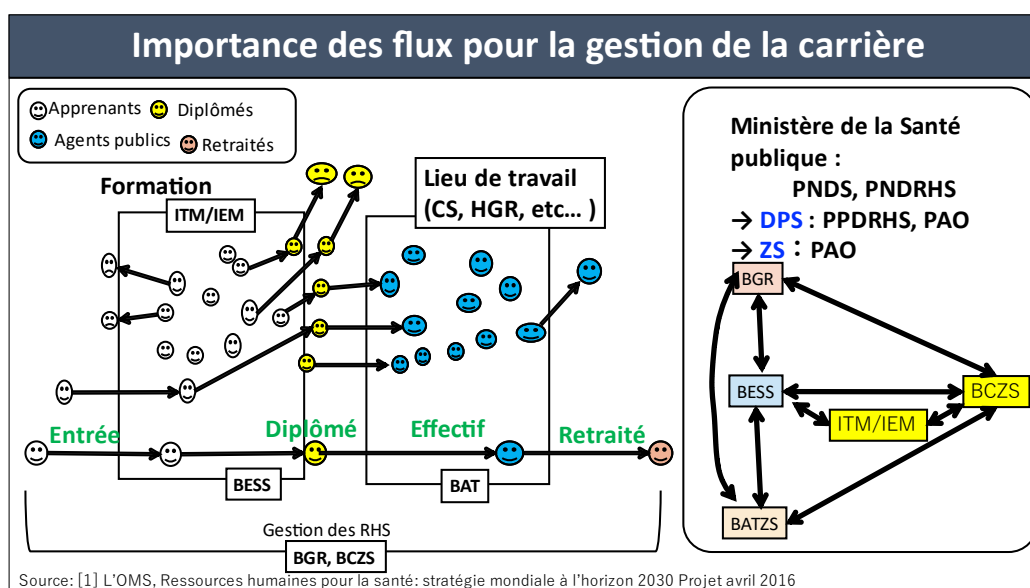 Importance des flux pour la gestion de la carrière
Apprenants
Diplômés
Agents publics
Retraités
Formation
ITM/IEM
Lieu de travail
(CS, HGR, etc… )
Entrée
Diplômé
Effectif
Retraité
BESS
BAT
Gestion des RHS
BGR, BCZS
Ministère de la Santé
publique :
PNDS, PNDRHS
→ DPS : PPDRHS, PAO
→ ZS : PAO
BGR
BESS
BCZS
ITM/IEM
BATZS
Source: [1] L'OMS, Ressources humaines pour la santé: stratégie mondiale à l'horizon 2030 Projet avril 2016